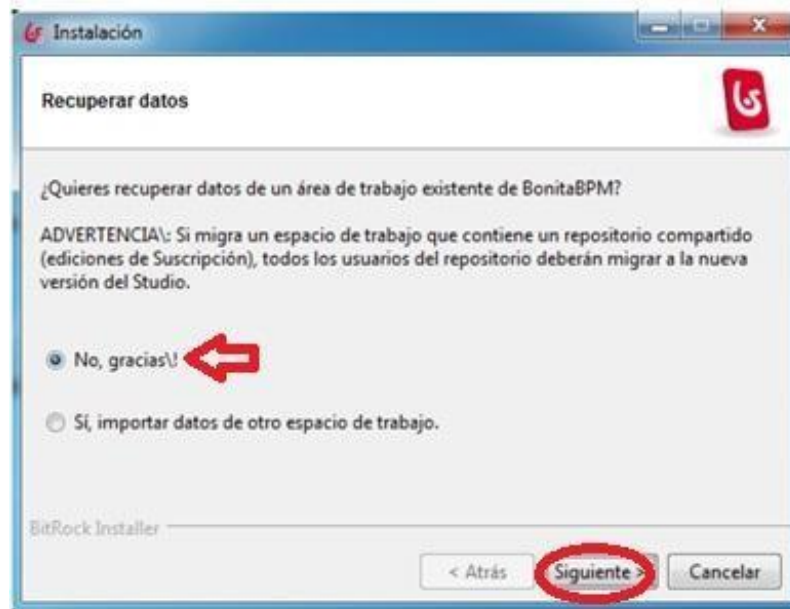 Instalación
Recuperar datos
¿Quieres recuperar datos de un área de trabajo existente de BonitaBPM?
ADVERTENCIA\: Si migra un espacio de trabajo que contiene un repositorio compartido
(ediciones de Suscripción), todos los usuarios del repositorio deberán migrar a la nueva
versión del Studio.
No, gracias\!
Sí, importar datos de otro espacio de trabajo.
BitRock Installer
< Atrás Siguiente > Cancelar